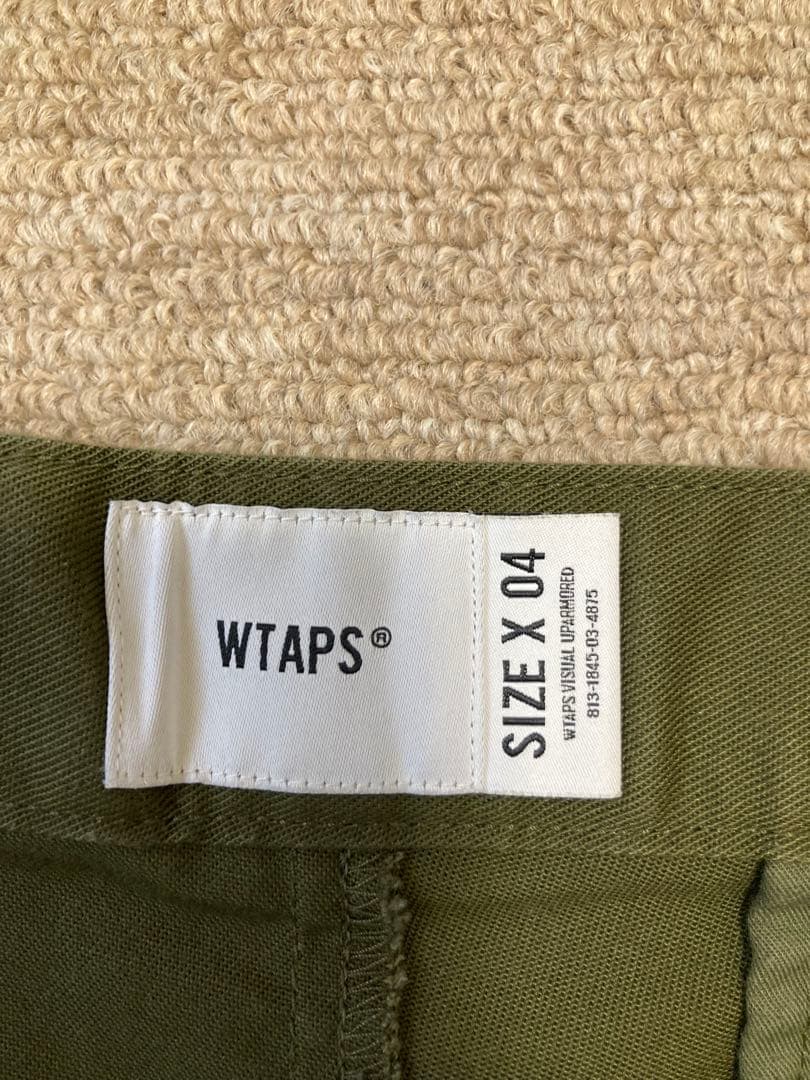 WTAPS®
SIZE X 04
WTAPS VISUAL UPARMORED
813-1845-03-4875